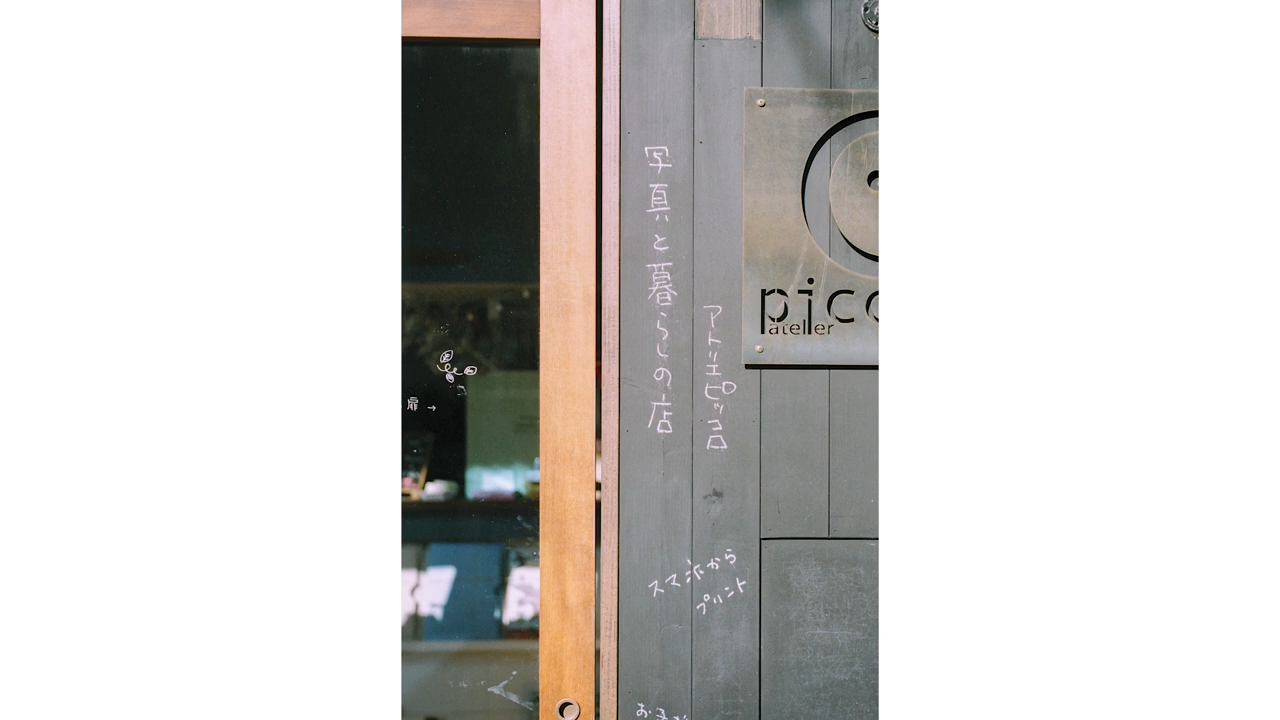 写真と暮らしの店
アトリエピッコロ
pico
atelier
スマホから
プリント
扉→